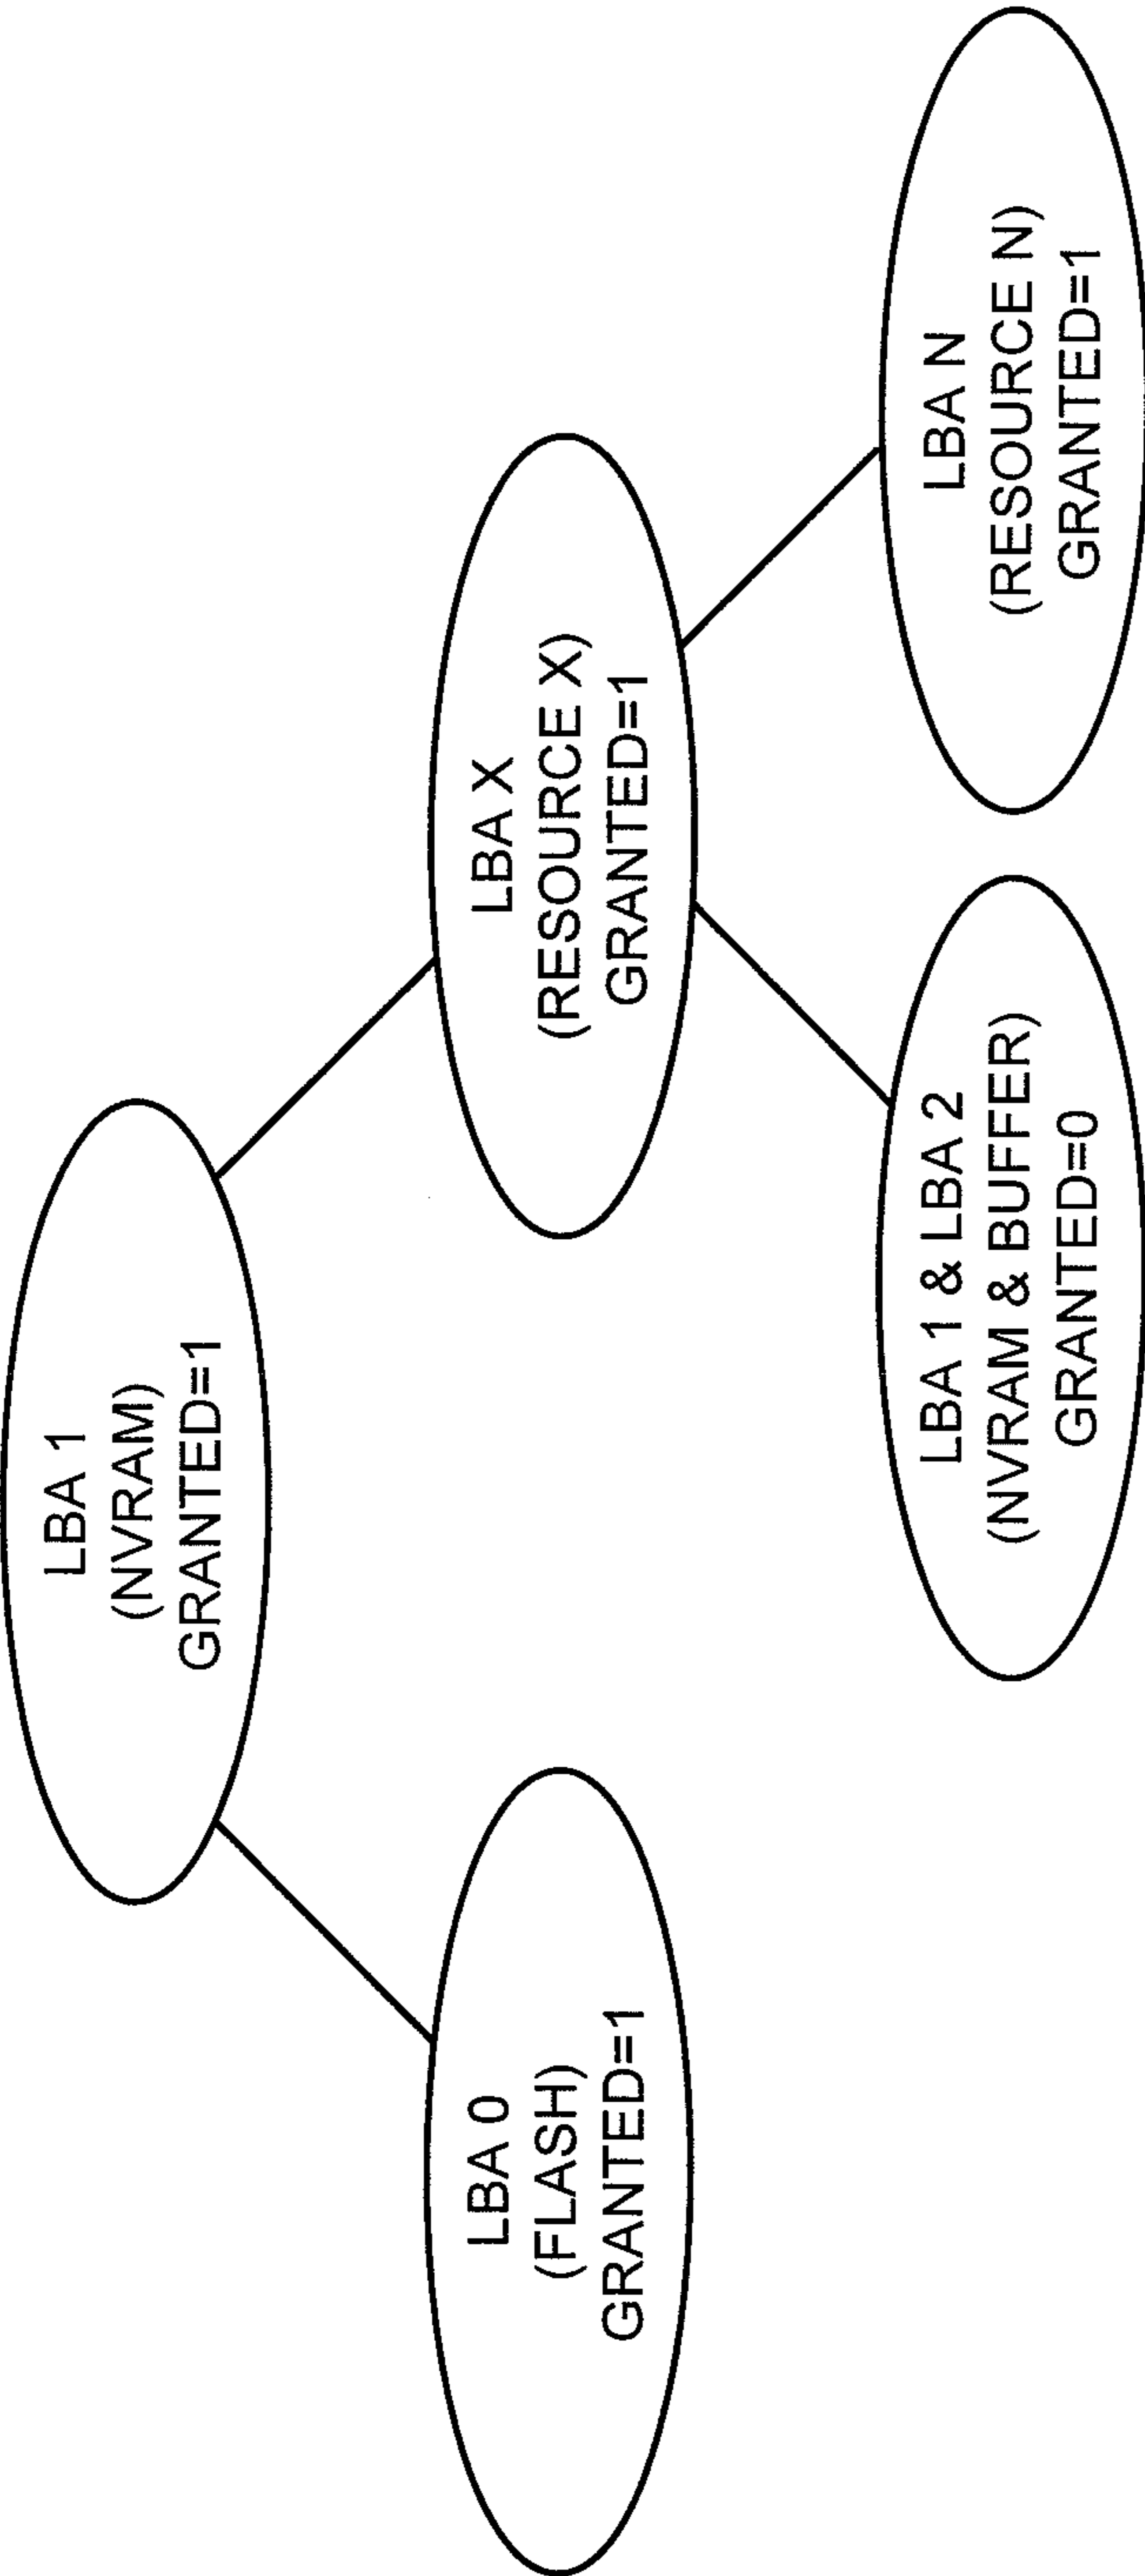 LBA 1
(NVRAM)
GRANTED=1
LBA 0
(FLASH)
GRANTED=1
LBA X
(RESOURCE X)
GRANTED=1
LBA 1 & LBA 2
(NVRAM & BUFFER)
GRANTED=0
LBA N
(RESOURCE N)
GRANTED=1